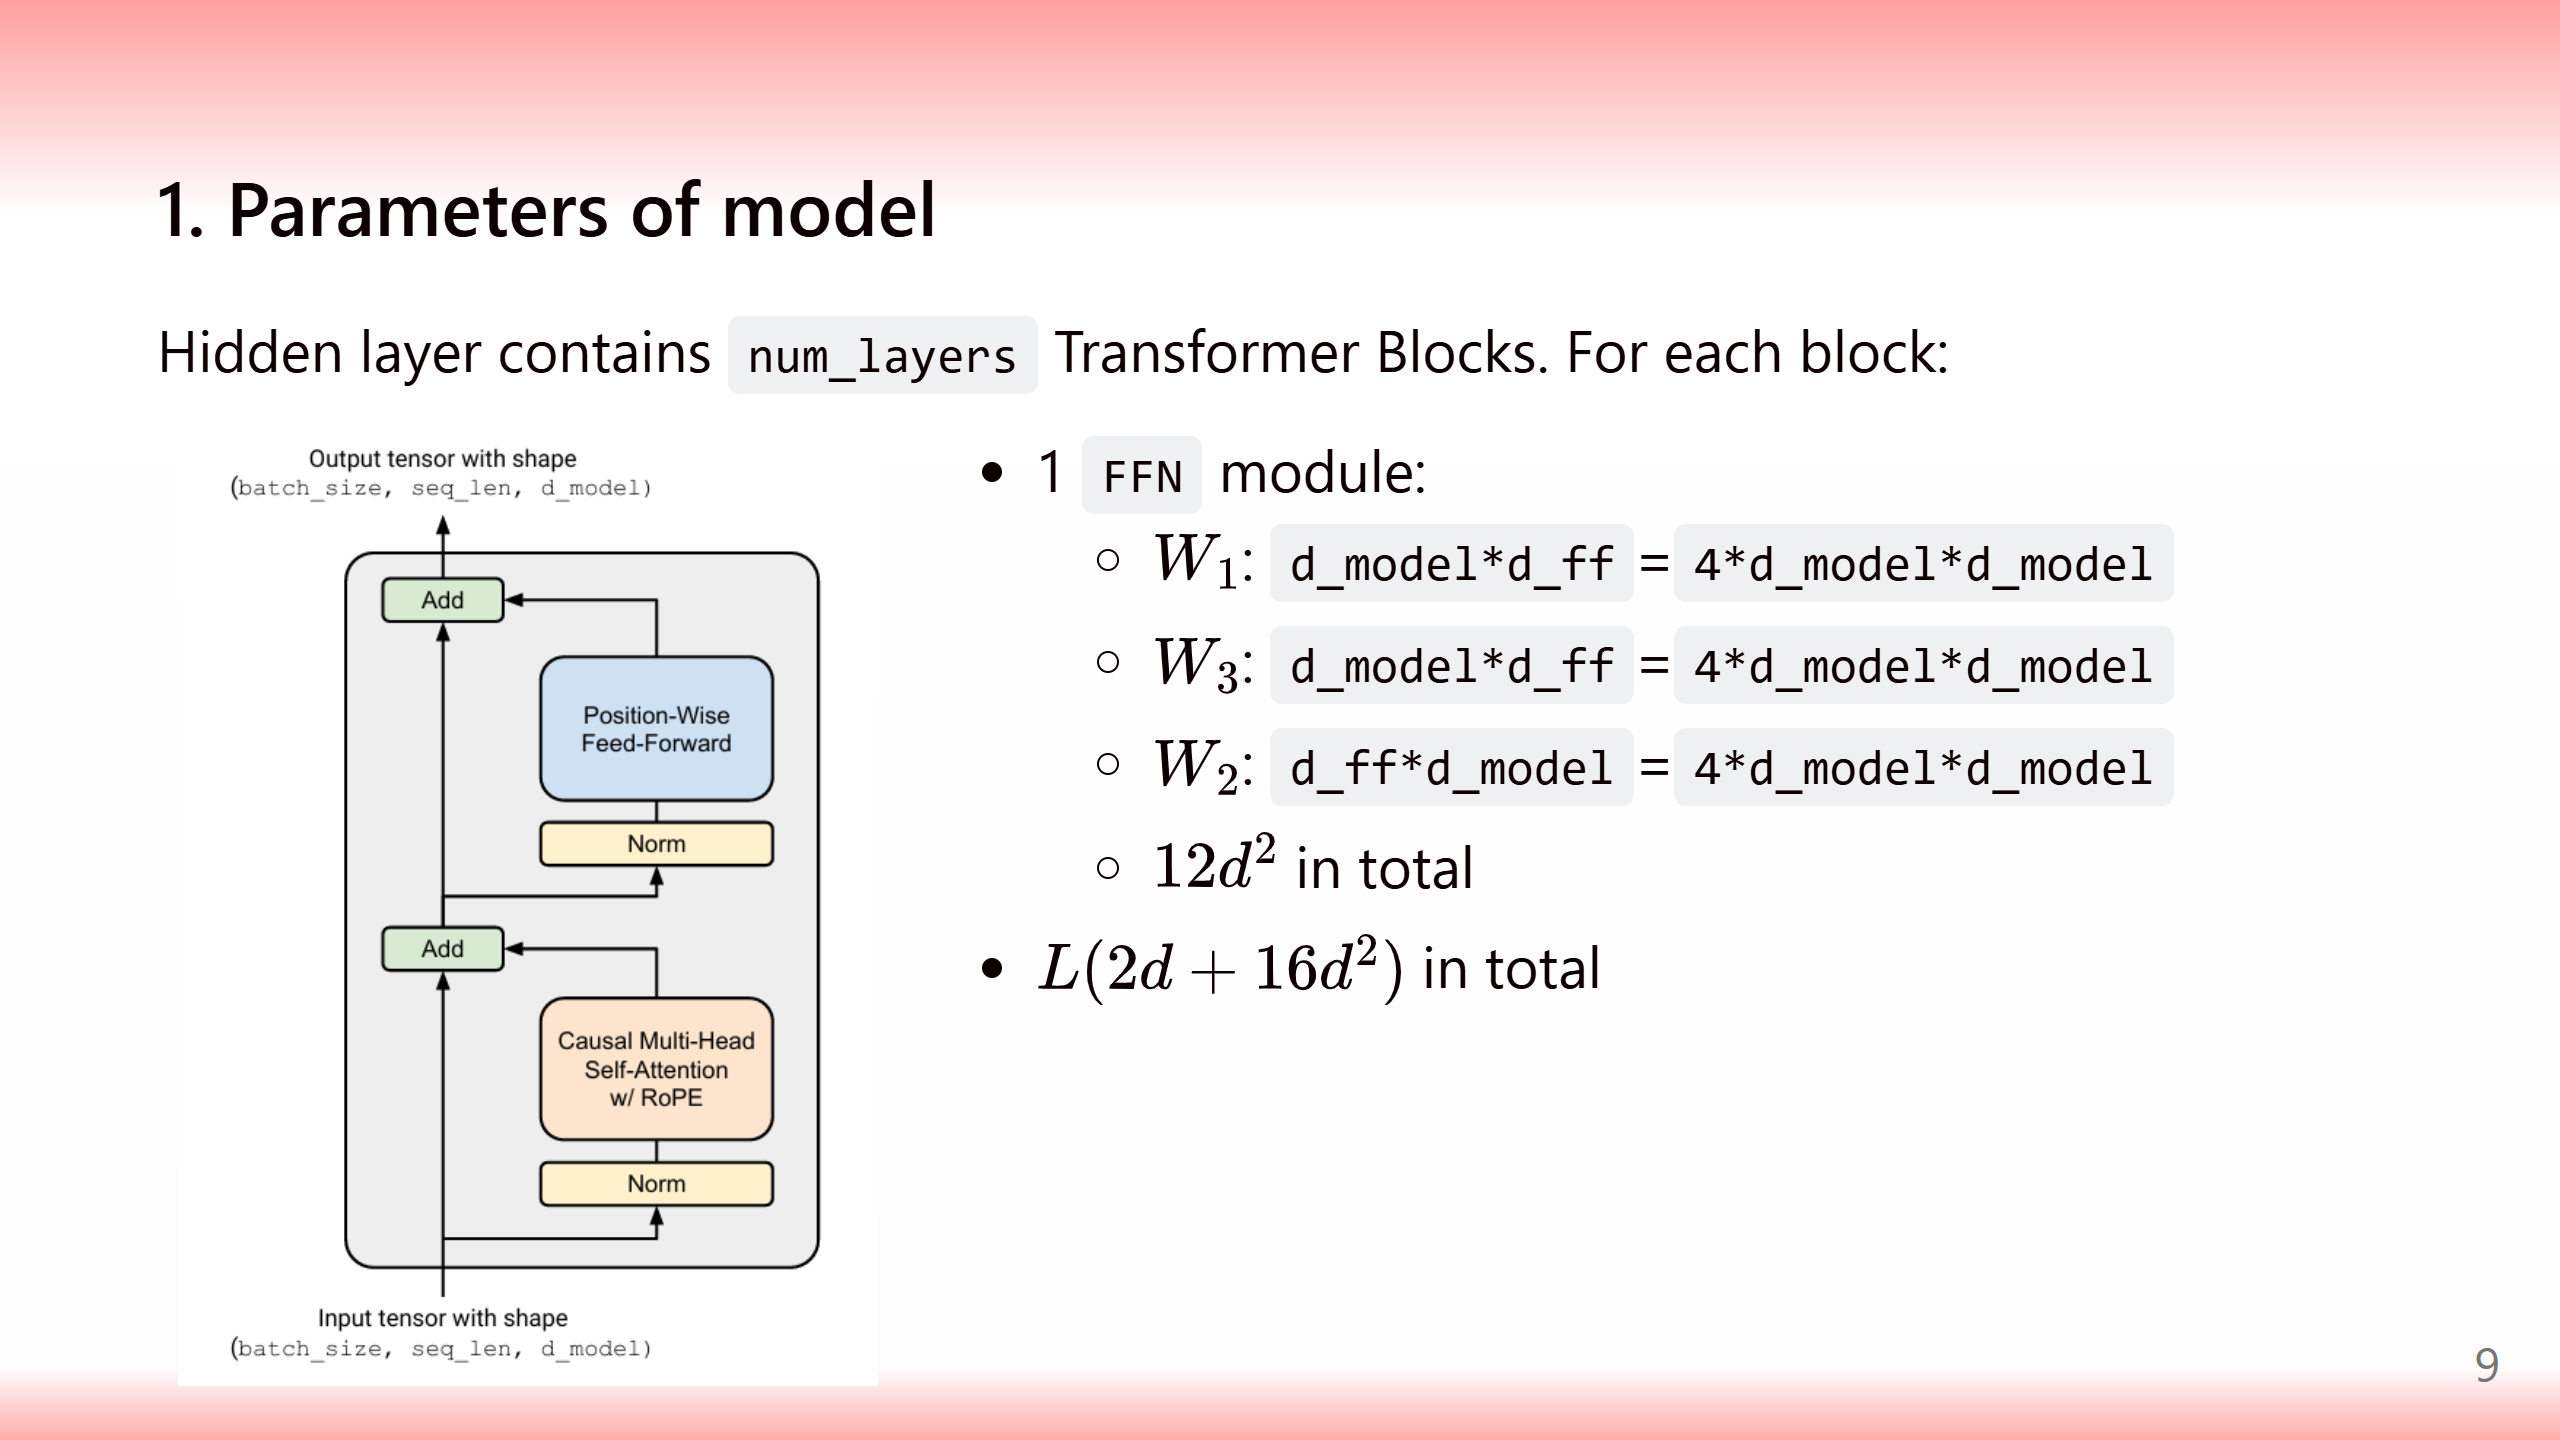 1. Parameters of model
Hidden layer contains num_layers Transformer Blocks. For each block:
Output tensor with shape
(batch_size, seq_len, d_model)
Add
Position-Wise
Feed-Forward
Norm
Add
Causal Multi-Head
Self-Attention
w/ RoPE
Norm
Input tensor with shape
(batch_size, seq_len, d_model)
• 1 FFN module:
○ W₁: d_model*d_ff = 4*d_model*d_model
○ W₃: d_model*d_ff = 4*d_model*d_model
○ W₂: d_ff*d_model = 4*d_model*d_model
○ 12d² in total
• L(2d + 16d²) in total
9